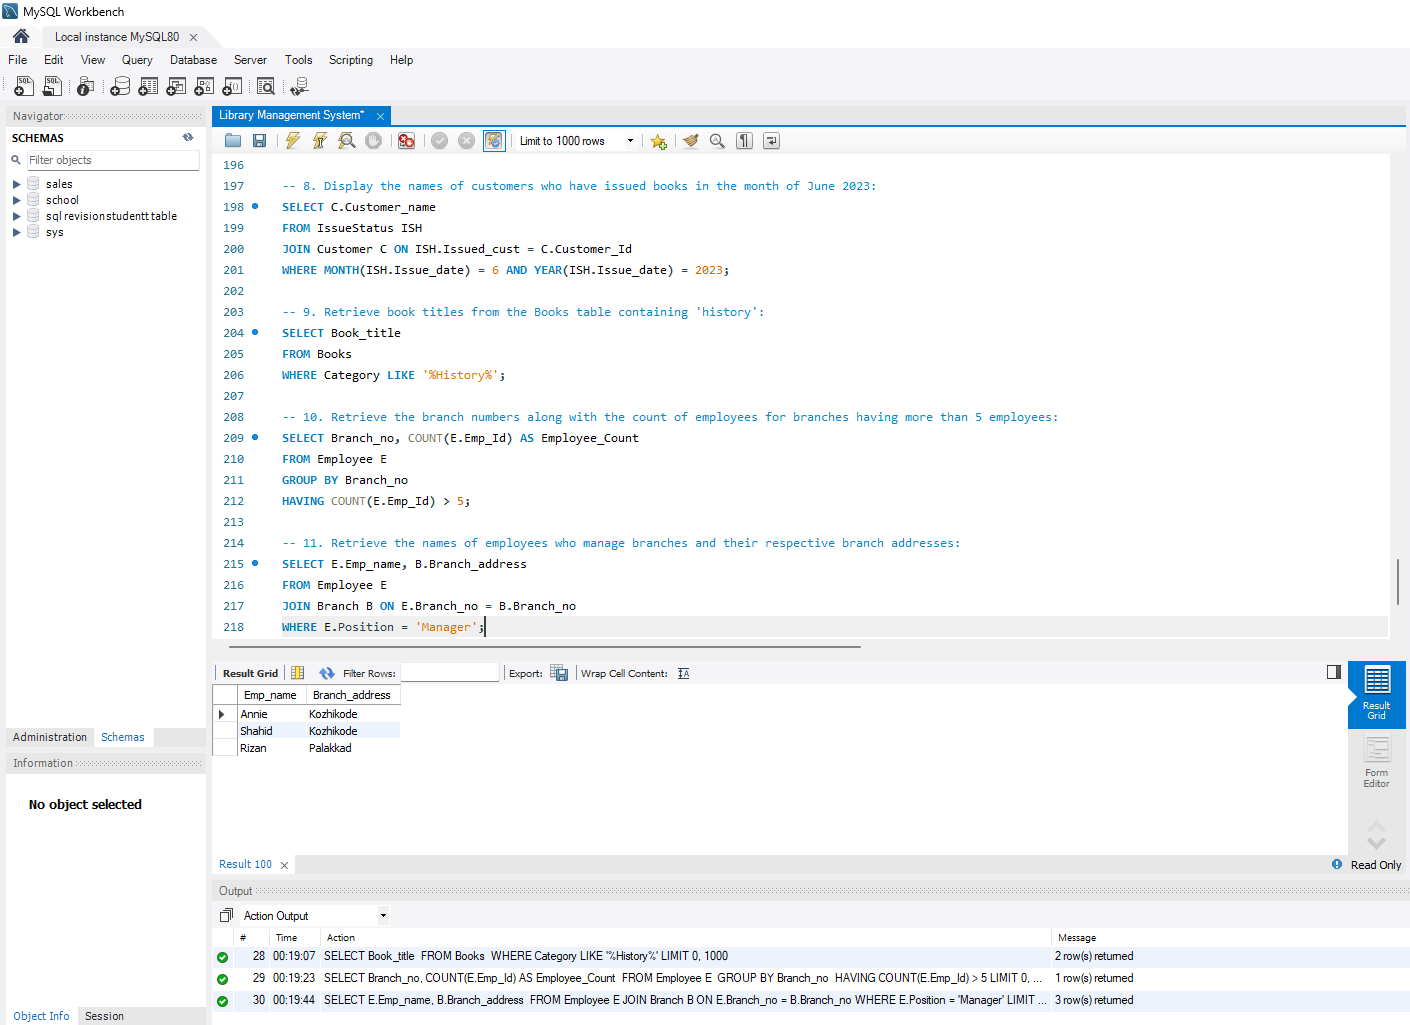 MySQL Workbench
Local instance MySQL80
File Edit View Query Database Server Tools Scripting Help
Navigator
SCHEMAS
Filter objects
sales
school
sql revision studentt table
sys
Administration Schemas
Information
No object selected
Object Info Session
Library Management System*
Limit to 1000 rows
196
197 -- 8. Display the names of customers who have issued books in the month of June 2023:
198 SELECT C.Customer_name
199 FROM IssueStatus ISH
200 JOIN Customer C ON ISH.Issued_cust = C.Customer_Id
201 WHERE MONTH(ISH.Issue_date) = 6 AND YEAR(ISH.Issue_date) = 2023;
202
203 -- 9. Retrieve book titles from the Books table containing 'history':
204 SELECT Book_title
205 FROM Books
206 WHERE Category LIKE '%History%';
207
208 -- 10. Retrieve the branch numbers along with the count of employees for branches having more than 5 employees:
209 SELECT Branch_no, COUNT(E.Emp_Id) AS Employee_Count
210 FROM Employee E
211 GROUP BY Branch_no
212 HAVING COUNT(E.Emp_Id) > 5;
213
214 -- 11. Retrieve the names of employees who manage branches and their respective branch addresses:
215 SELECT E.Emp_name, B.Branch_address
216 FROM Employee E
217 JOIN Branch B ON E.Branch_no = B.Branch_no
218 WHERE E.Position = 'Manager';
Result Grid Filter Rows: Export: Wrap Cell Content:
Emp_name Branch_address
Annie Kozhikode
Shahid Kozhikode
Rizan Palakkad
Result Grid
Form Editor
Result 100
Read Only
Output
Action Output
# Time Action Message
28 00:19:07 SELECT Book_title FROM Books WHERE Category LIKE '%History%' LIMIT 0, 1000 2 row(s) returned
29 00:19:23 SELECT Branch_no, COUNT(E.Emp_Id) AS Employee_Count FROM Employee E GROUP BY Branch_no HAVING COUNT(E.Emp_Id) > 5 LIMIT 0, ... 1 row(s) returned
30 00:19:44 SELECT E.Emp_name, B.Branch_address FROM Employee E JOIN Branch B ON E.Branch_no = B.Branch_no WHERE E.Position = 'Manager' LIMIT ... 3 row(s) returned